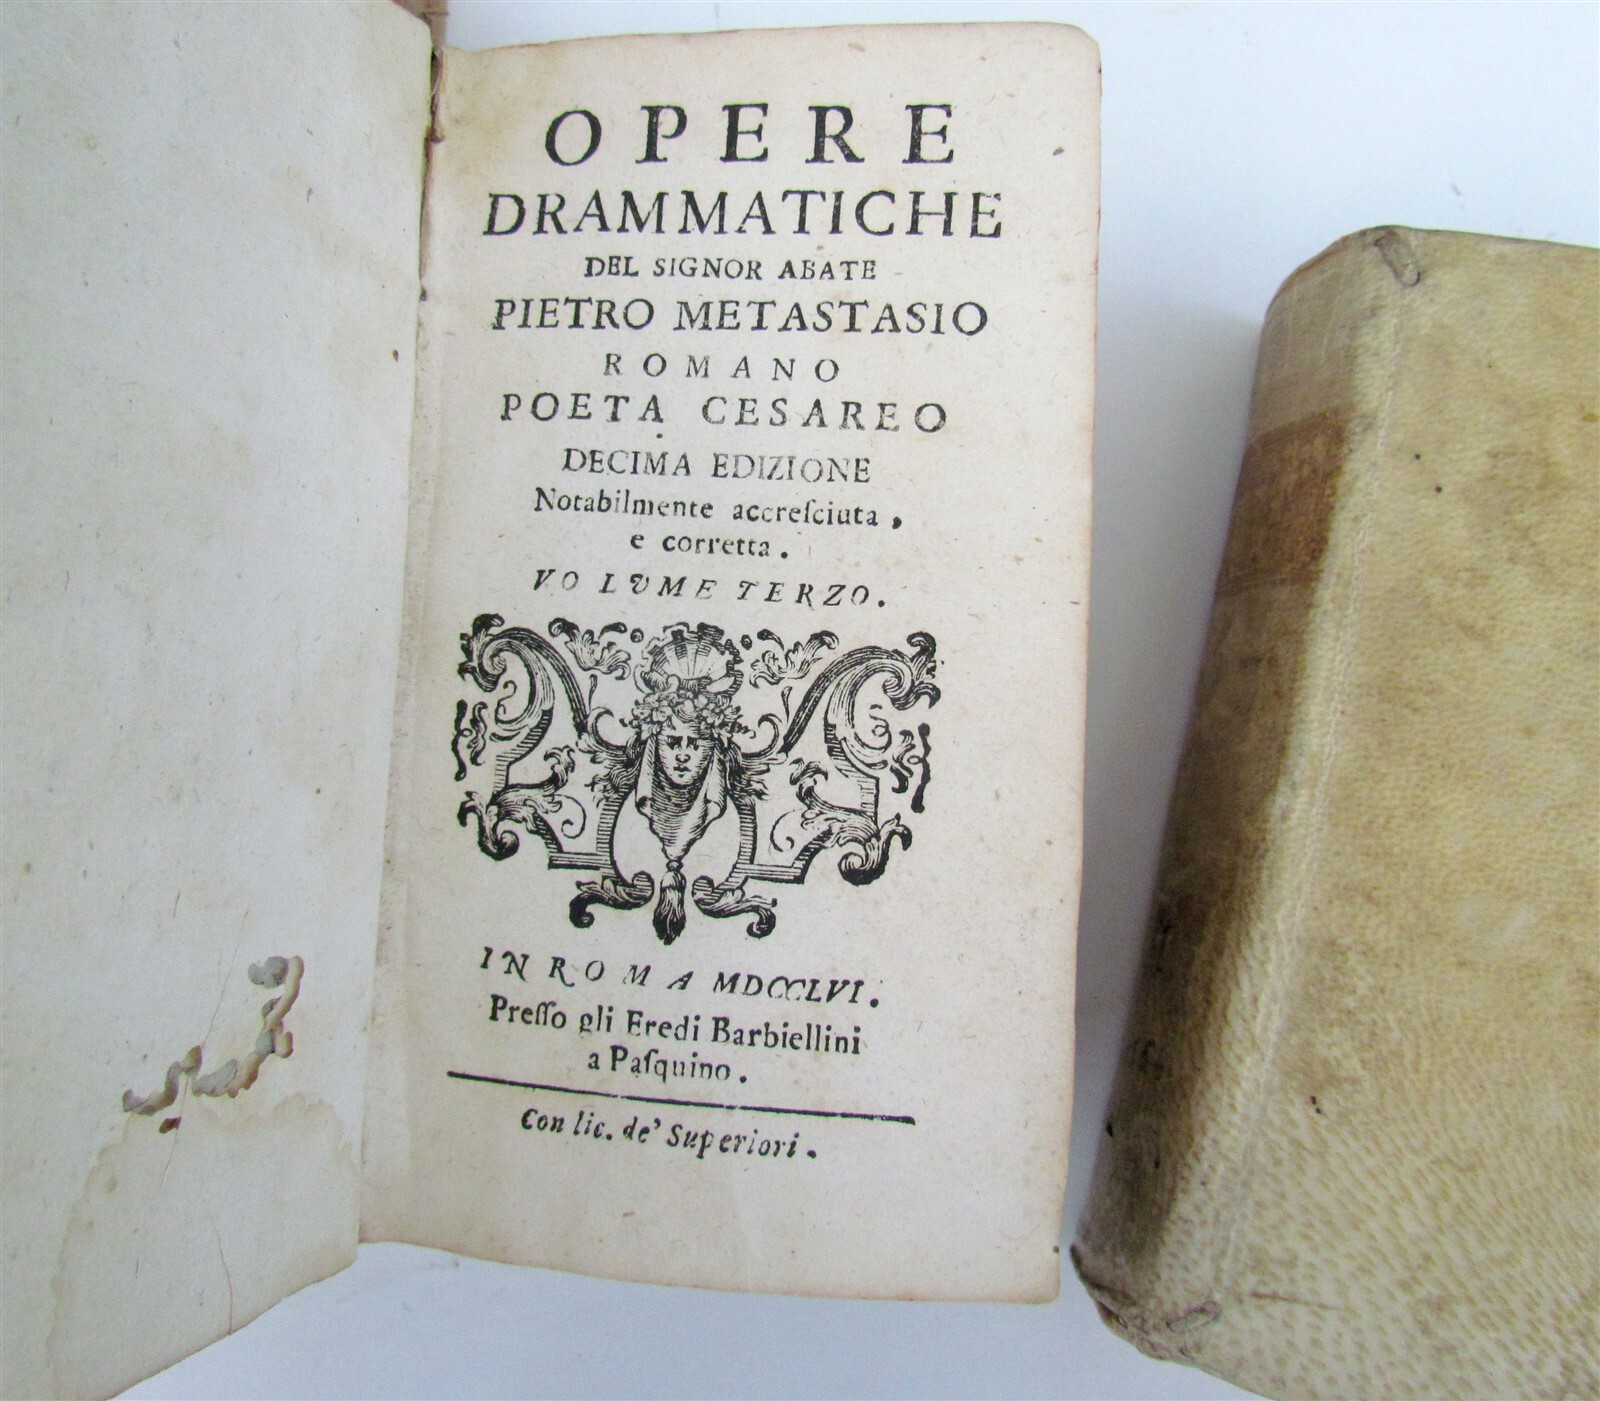 OPERE
DRAMMATICHE
DEL SIGNOR ABATE
PIETRO METASTASIO
ROMANO
POETA CESAREO
DECIMA EDIZIONE
Notabilmente accreſciuta,
e corretta.
VOLUME TERZO.
IN ROMA MDCCLVI.
Preſſo gli Eredi Barbiellini
a Paſquino.
Con lic. de' Superiori.